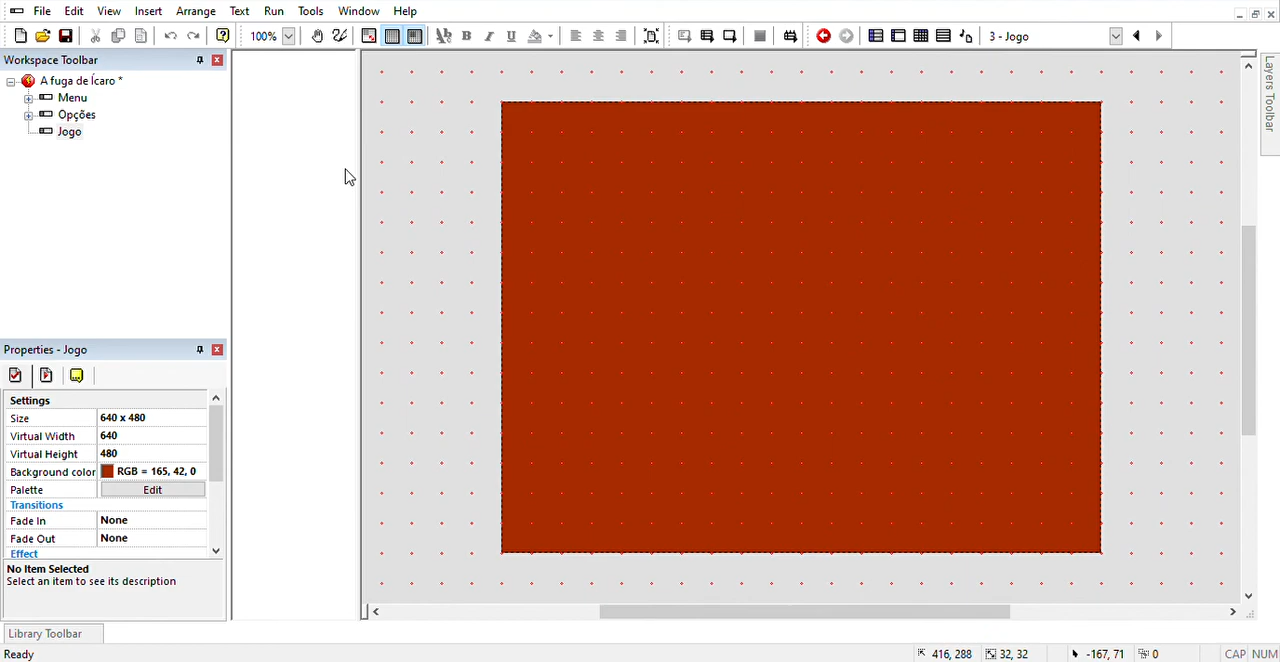 File Edit View Insert Arrange Text Run Tools Window Help
100% B I U 3 - Jogo
Workspace Toolbar
A fuga de Ícaro *
Menu
Opções
Jogo
Layers Toolbar
Properties - Jogo
Settings
Size 640 x 480
Virtual Width 640
Virtual Height 480
Background color RGB = 165, 42, 0
Palette Edit
Transitions
Fade In None
Fade Out None
Effect
No Item Selected
Select an item to see its description
Library Toolbar
Ready 416, 288 32, 32 -167, 71 0 CAP NUM